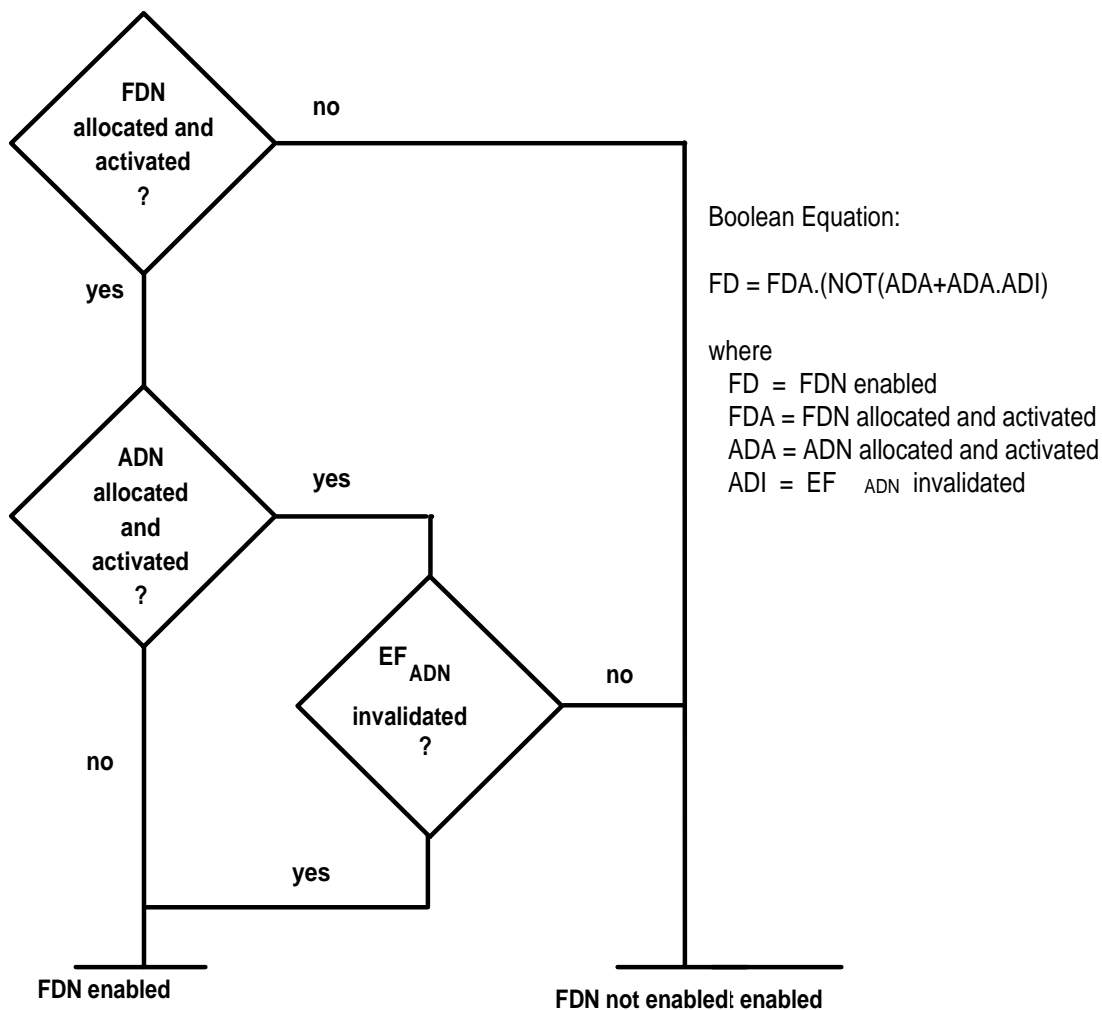 FDN
allocated and
activated
?
no
yes
Boolean Equation:
FD = FDA.(NOT(ADA+ADA.ADI)
where
FD = FDN enabled
FDA = FDN allocated and activated
ADA = ADN allocated and activated
ADI = EF ADN invalidated
ADN
allocated
and
activated
?
yes
no
EF ADN
invalidated
?
no
yes
FDN enabled
FDN not enabled: enabled